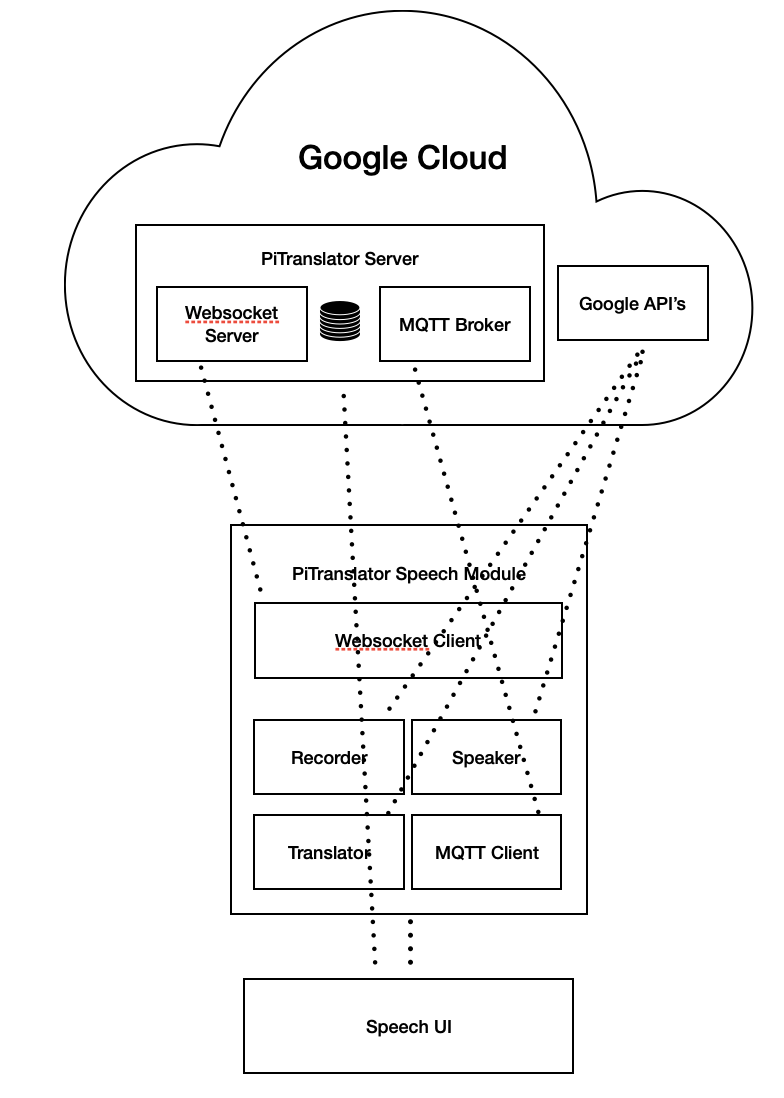 Google Cloud
PiTranslator Server
Websocket
Server
MQTT Broker
Google API's
PiTranslator Speech Module
Websocket Client
Recorder
Speaker
Translator
MQTT Client
Speech UI